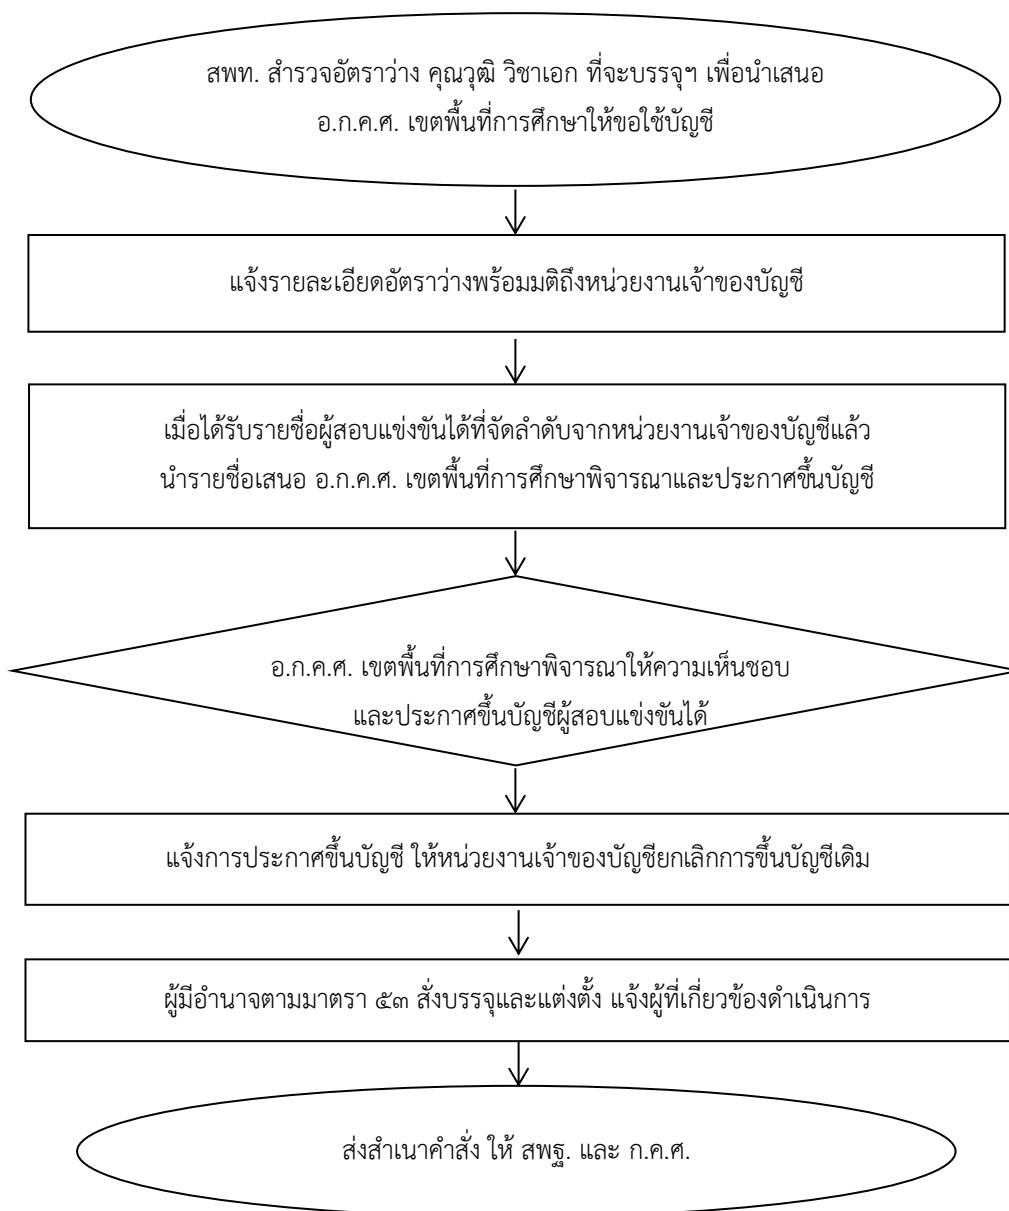 สพท. สำรวจอัตราว่าง คุณวุฒิ วิชาเอก ที่จะบรรจุฯ เพื่อนำเสนอ
อ.ก.ค.ศ. เขตพื้นที่การศึกษาให้ขอใช้บัญชี
แจ้งรายละเอียดอัตราว่างพร้อมมติถึงหน่วยงานเจ้าของบัญชี
เมื่อได้รับรายชื่อผู้สอบแข่งขันได้ที่จัดลำดับจากหน่วยงานเจ้าของบัญชีแล้ว
นำรายชื่อเสนอ อ.ก.ค.ศ. เขตพื้นที่การศึกษาพิจารณาและประกาศขึ้นบัญชี
อ.ก.ค.ศ. เขตพื้นที่การศึกษาพิจารณาให้ความเห็นชอบ
และประกาศขึ้นบัญชีผู้สอบแข่งขันได้
แจ้งการประกาศขึ้นบัญชี ให้หน่วยงานเจ้าของบัญชียกเลิกการขึ้นบัญชีเดิม
ผู้มีอำนาจตามมาตรา ๕๓ สั่งบรรจุและแต่งตั้ง แจ้งผู้ที่เกี่ยวข้องดำเนินการ
ส่งสำเนาคำสั่ง ให้ สพฐ. และ ก.ค.ศ.